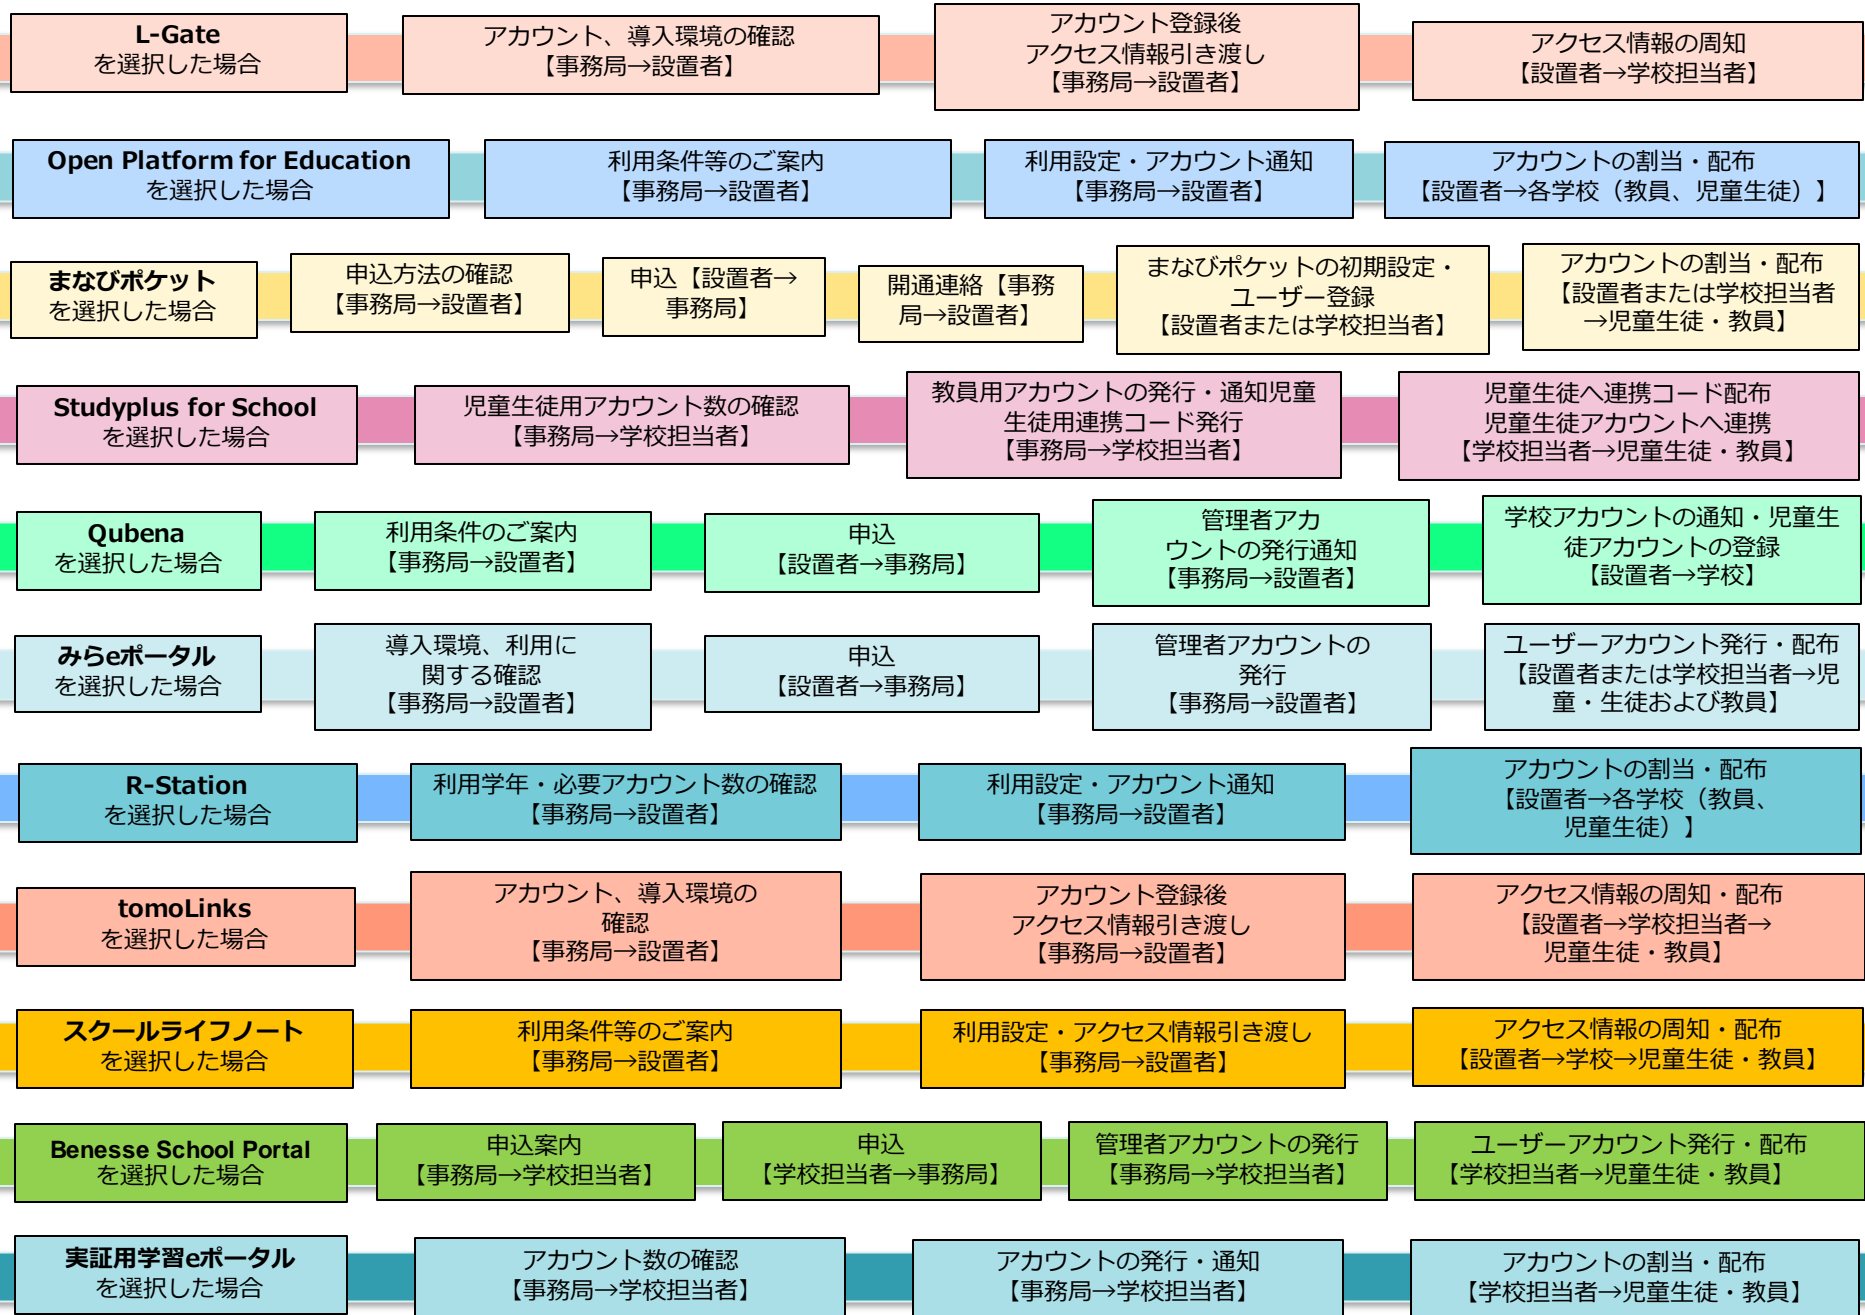 L-Gate
を選択した場合
アカウント、導入環境の確認
【事務局→設置者】
アカウント登録後
アクセス情報引き渡し
【事務局→設置者】
アクセス情報の周知
【設置者→学校担当者】
Open Platform for Education
を選択した場合
利用条件等のご案内
【事務局→設置者】
利用設定・アカウント通知
【事務局→設置者】
アカウントの割当・配布
【設置者→各学校（教員、児童生徒）】
まなびポケット
を選択した場合
申込方法の確認
【事務局→設置者】
申込【設置者→
事務局】
開通連絡【事務
局→設置者】
まなびポケットの初期設定・
ユーザー登録
【設置者または学校担当者】
アカウントの割当・配布
【設置者または学校担当者
→児童生徒・教員】
Studyplus for School
を選択した場合
児童生徒用アカウント数の確認
【事務局→学校担当者】
教員用アカウントの発行・通知児童
生徒用連携コード発行
【事務局→学校担当者】
児童生徒へ連携コード配布
児童生徒アカウントへ連携
【学校担当者→児童生徒・教員】
Qubena
を選択した場合
利用条件のご案内
【事務局→設置者】
申込
【設置者→事務局】
管理者アカ
ウントの発行通知
【事務局→設置者】
学校アカウントの通知・児童生
徒アカウントの登録
【設置者→学校】
みらeポータル
を選択した場合
導入環境、利用に
関する確認
【事務局→設置者】
申込
【設置者→事務局】
管理者アカウントの
発行
【事務局→設置者】
ユーザーアカウント発行・配布
【設置者または学校担当者→児
童・生徒および教員】
R-Station
を選択した場合
利用学年・必要アカウント数の確認
【事務局→設置者】
利用設定・アカウント通知
【事務局→設置者】
アカウントの割当・配布
【設置者→各学校（教員、
児童生徒）】
tomoLinks
を選択した場合
アカウント、導入環境の
確認
【事務局→設置者】
アカウント登録後
アクセス情報引き渡し
【事務局→設置者】
アクセス情報の周知・配布
【設置者→学校担当者→
児童生徒・教員】
スクールライフノート
を選択した場合
利用条件等のご案内
【事務局→設置者】
利用設定・アクセス情報引き渡し
【事務局→設置者】
アクセス情報の周知・配布
【設置者→学校→児童生徒・教員】
Benesse School Portal
を選択した場合
申込案内
【事務局→学校担当者】
申込
【学校担当者→事務局】
管理者アカウントの発行
【事務局→学校担当者】
ユーザーアカウント発行・配布
【学校担当者→児童生徒・教員】
実証用学習eポータル
を選択した場合
アカウント数の確認
【事務局→学校担当者】
アカウントの発行・通知
【事務局→学校担当者】
アカウントの割当・配布
【学校担当者→児童生徒・教員】